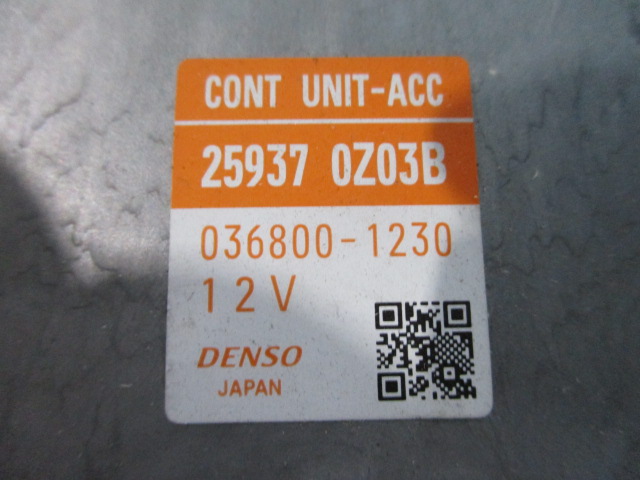 CONT UNIT-ACC
25937 0Z03B
036800-1230
12V
DENSO
JAPAN